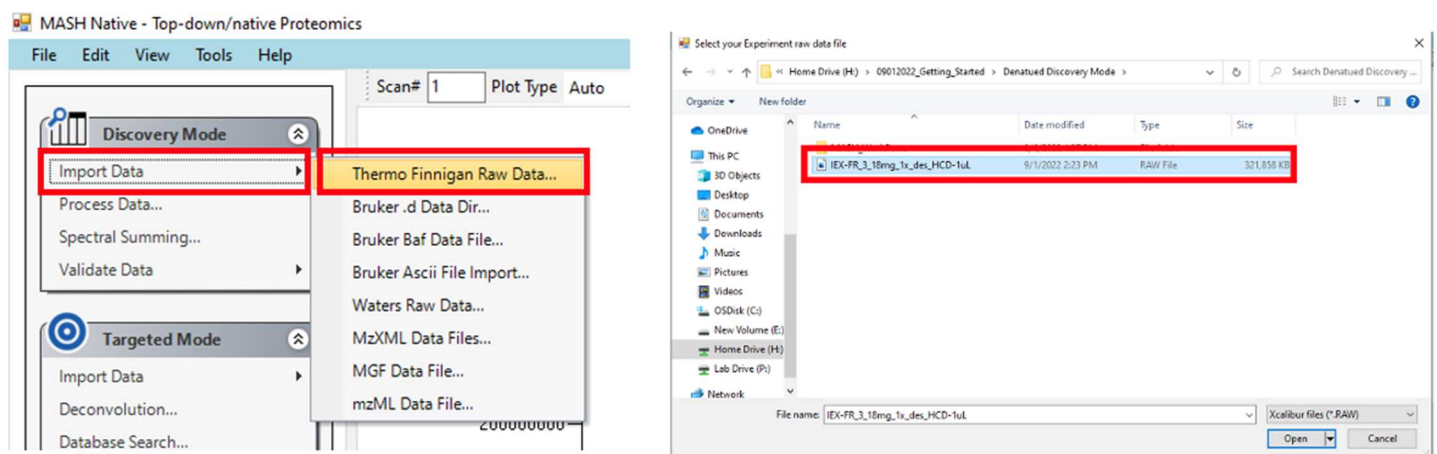 MASH Native - Top-down/native Proteomics
File Edit View Tools Help
Scan# 1 Plot Type Auto
Discovery Mode
Import Data
Process Data...
Spectral Summing...
Validate Data
Thermo Finnigan Raw Data...
Bruker .d Data Dir...
Bruker Baf Data File...
Bruker Ascii File Import...
Waters Raw Data...
MzXML Data Files...
MGF Data File...
mzML Data File...
Targeted Mode
Import Data
Deconvolution...
Database Search...
200000000
Select your Experiment raw data file
« Home Drive (H:) > 09012022_Getting_Started > Denatued Discovery Mode >
Search Denatued Discovery ...
Organize New folder
Name Date modified Type Size
IEX-FR_3_18mg_1x_des_HCD-1uL 9/1/2022 2:23 PM RAW File 321,858 KB
OneDrive
This PC
3D Objects
Desktop
Documents
Downloads
Music
Pictures
Videos
OSDisk (C:)
New Volume (E:)
Home Drive (H:)
Lab Drive (P:)
Network
File name: IEX-FR_3_18mg_1x_des_HCD-1uL Xcalibur files (*.RAW)
Open Cancel